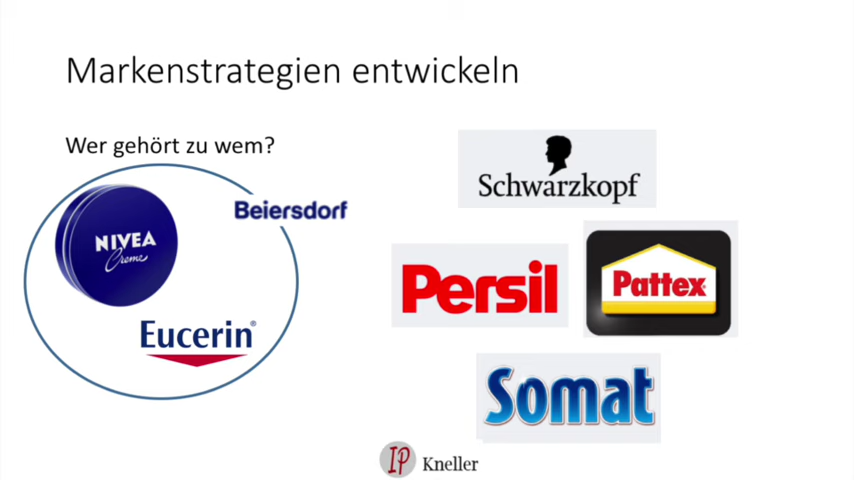 Markenstrategien entwickeln
Wer gehört zu wem?
NIVEA
Creme
Beiersdorf
Eucerin®
Schwarzkopf
Persil
Pattex®
Somat
IP Kneller